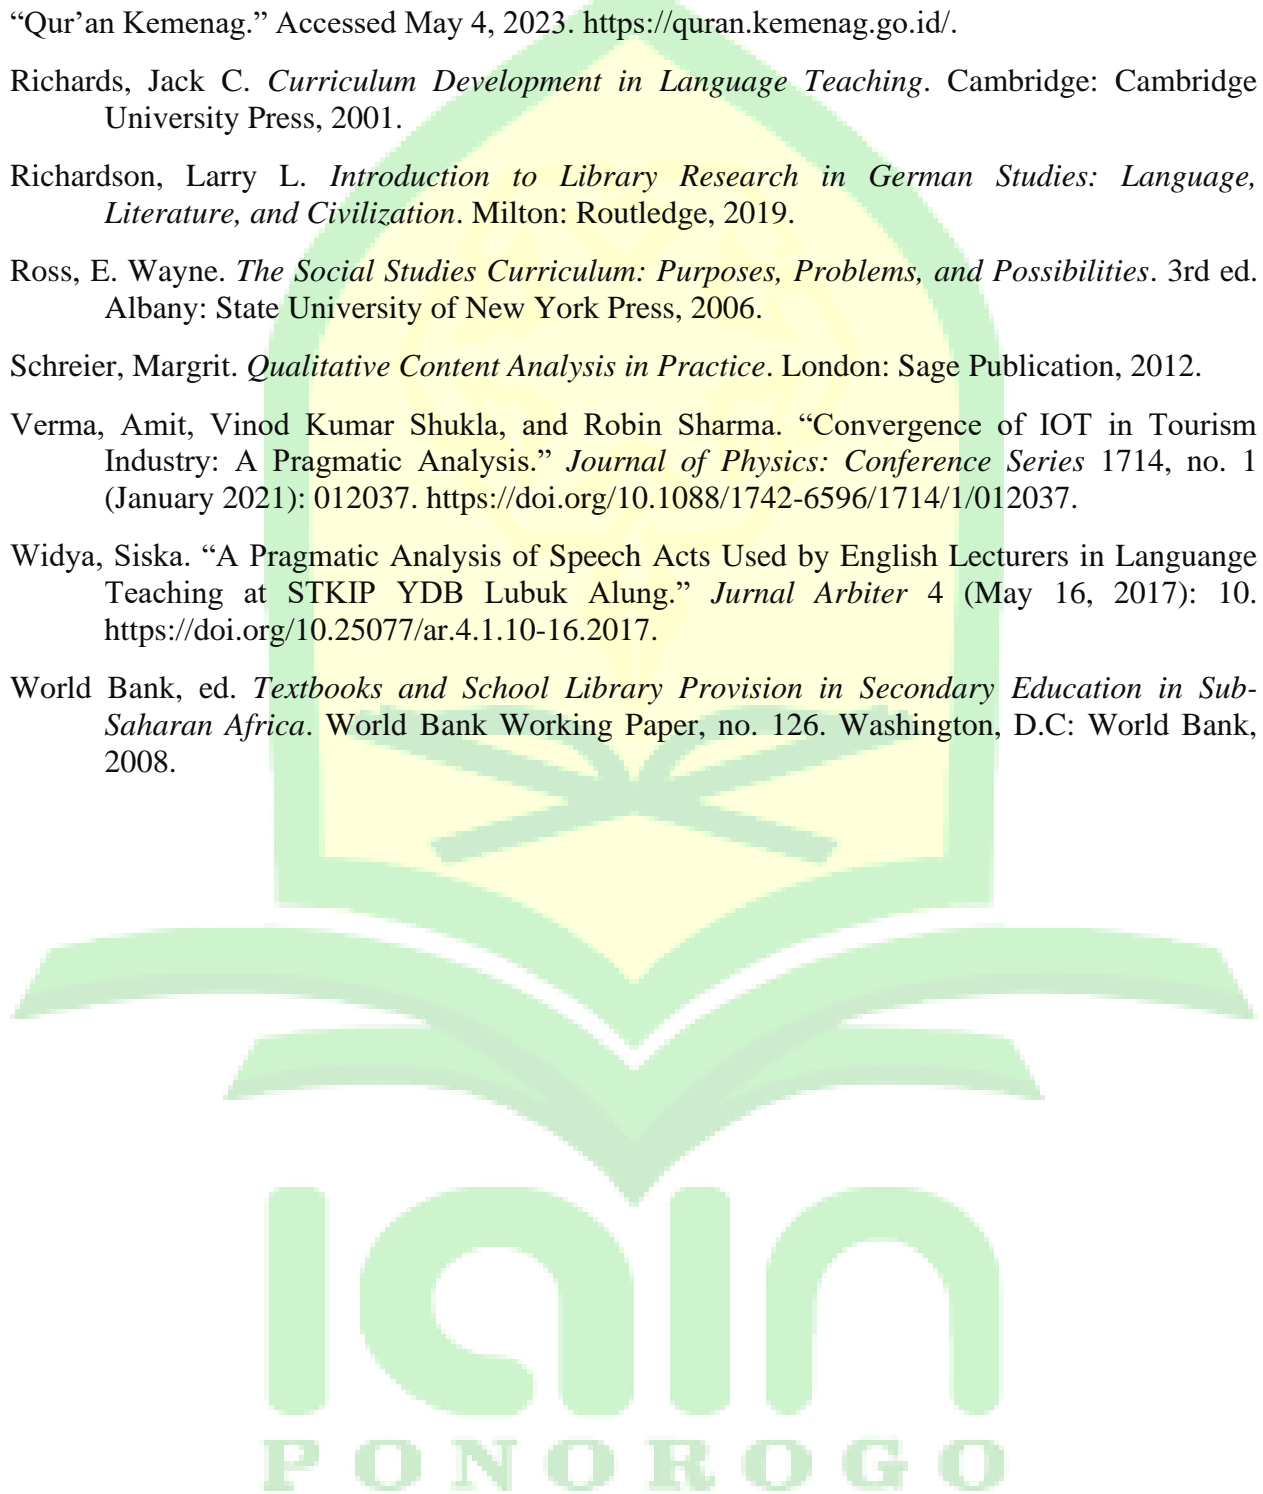 “Qur’an Kemenag.” Accessed May 4, 2023. https://quran.kemenag.go.id/.
Richards, Jack C. Curriculum Development in Language Teaching. Cambridge: Cambridge
University Press, 2001.
Richardson, Larry L. Introduction to Library Research in German Studies: Language,
Literature, and Civilization. Milton: Routledge, 2019.
Ross, E. Wayne. The Social Studies Curriculum: Purposes, Problems, and Possibilities. 3rd ed.
Albany: State University of New York Press, 2006.
Schreier, Margrit. Qualitative Content Analysis in Practice. London: Sage Publication, 2012.
Verma, Amit, Vinod Kumar Shukla, and Robin Sharma. “Convergence of IOT in Tourism
Industry: A Pragmatic Analysis.” Journal of Physics: Conference Series 1714, no. 1
(January 2021): 012037. https://doi.org/10.1088/1742-6596/1714/1/012037.
Widya, Siska. “A Pragmatic Analysis of Speech Acts Used by English Lecturers in Languange
Teaching at STKIP YDB Lubuk Alung.” Jurnal Arbiter 4 (May 16, 2017): 10.
https://doi.org/10.25077/ar.4.1.10-16.2017.
World Bank, ed. Textbooks and School Library Provision in Secondary Education in Sub-
Saharan Africa. World Bank Working Paper, no. 126. Washington, D.C: World Bank,
2008.
iain
PONOROGO